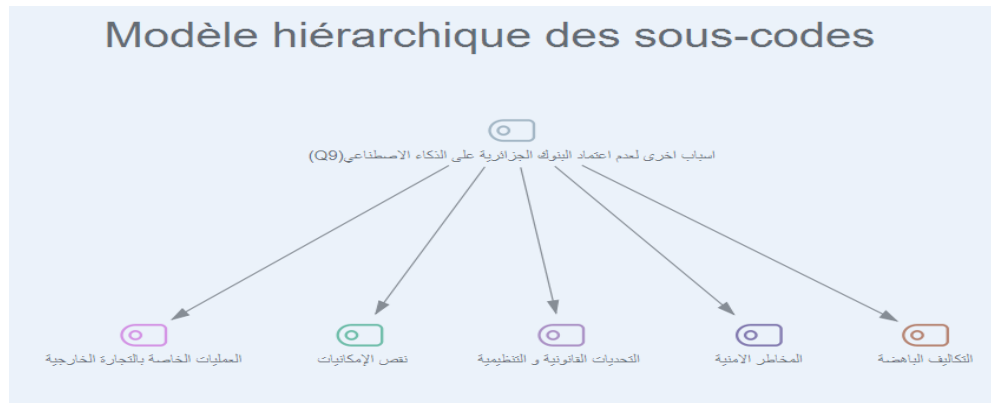 Modèle hiérarchique des sous-codes
اسباب اخرى لعدم اعتماد البنوك الجزائرية على الذكاء الاصطناعي(Q9)
التكاليف الباهضة
المخاطر الامنية
التحديات القانونية و التنظيمية
نقص الإمكانيات
العمليات الخاصة بالتجارة الخارجية